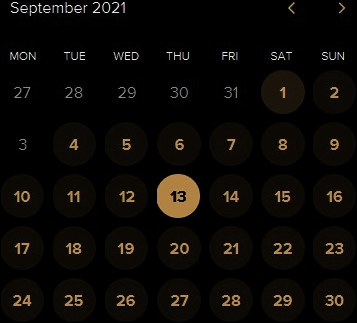 September 2021 < >
MON TUE WED THU FRI SAT SUN
27 28 29 30 31 1 2
3 4 5 6 7 8 9
10 11 12 13 14 15 16
17 18 19 20 21 22 23
24 25 26 27 28 29 30